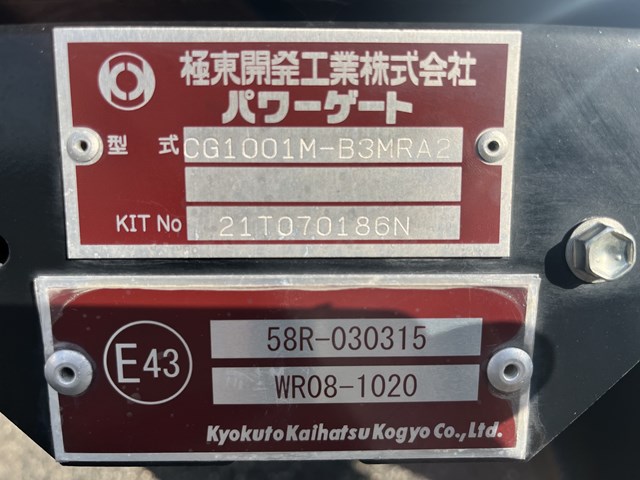 極東開発工業株式会社
パワーゲート
型式 CG1001M-B3MRA2
KIT No 21T070186N
E43
58R-030315
WR08-1020
Kyokuto Kaihatsu Kogyo Co., Ltd.